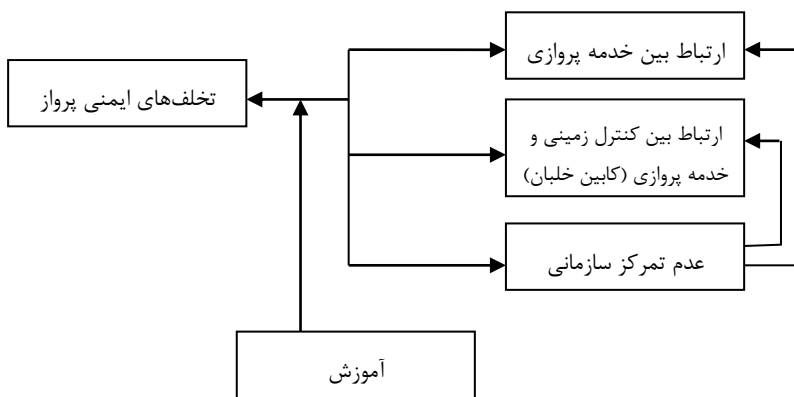 ارتباط بین خدمه پروازی
تخلف‌های ایمنی پرواز
ارتباط بین کنترل زمینی و
خدمه پروازی (کابین خلبان)
عدم تمرکز سازمانی
آموزش